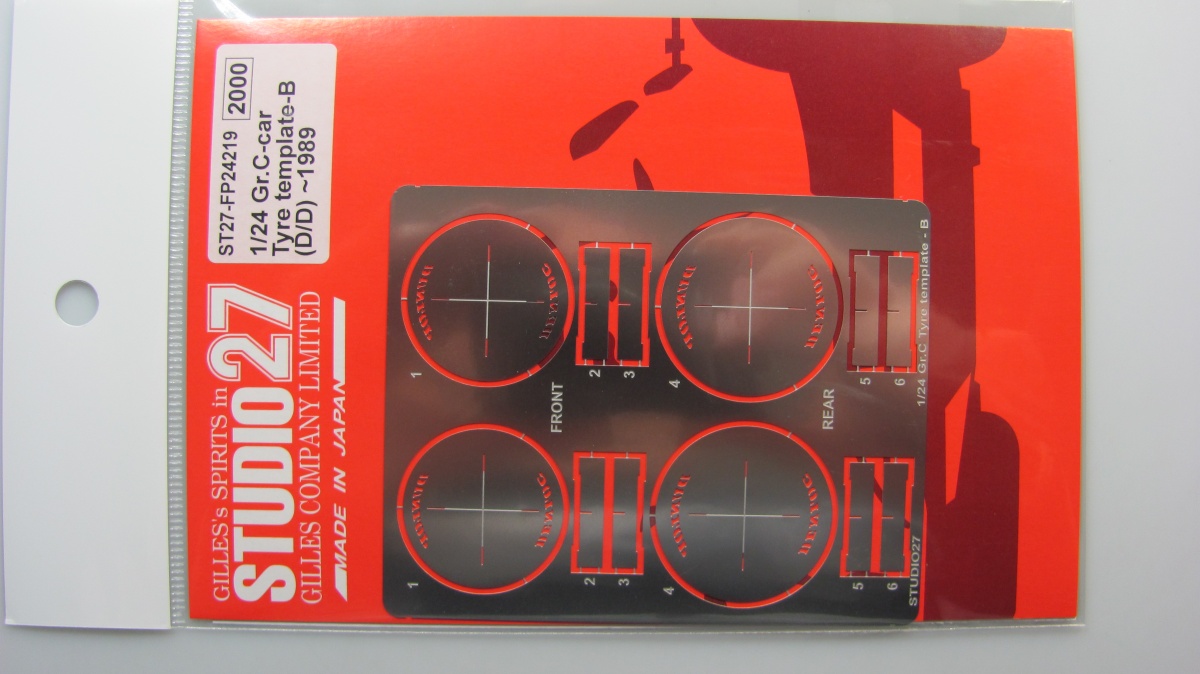 GILLES's SPIRITS in
STUDIO27
GILLES COMPANY LIMITED
MADE IN JAPAN
ST27-FP24219 2000
1/24 Gr.C-car
Tyre template-B
(D/D) ~1989
1
1
FRONT
2
2
3
3
4
4
REAR
5
5
6
6
STUDIO27
1/24 Gr.C Tyre template - B